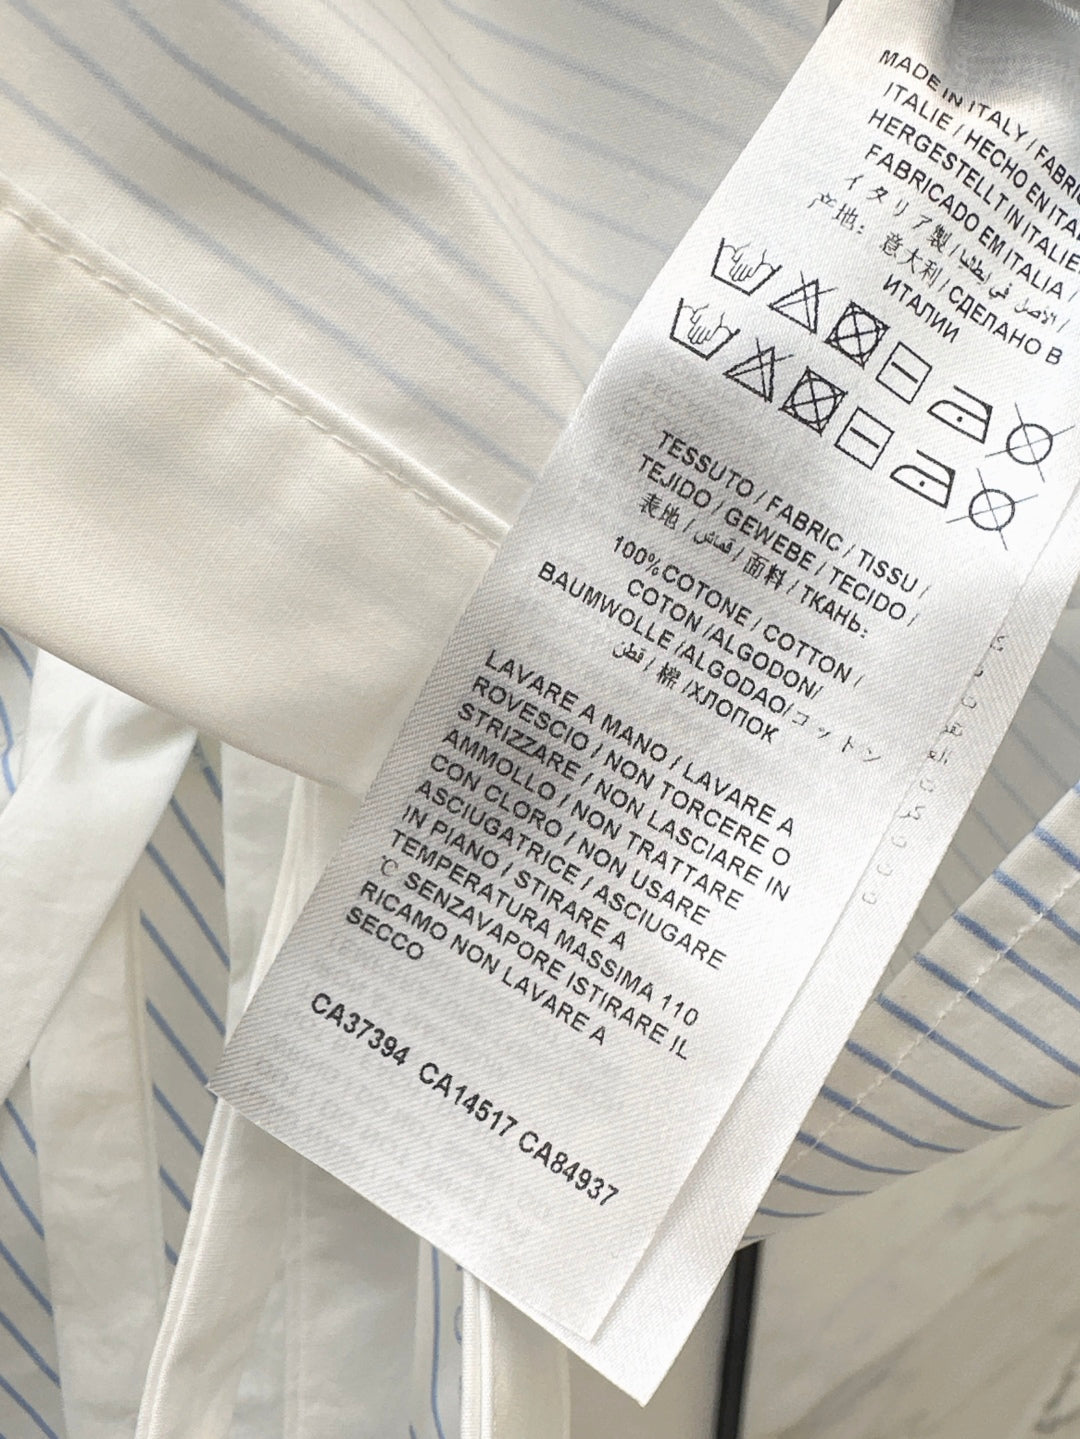 MADE IN ITALY / FABRI
ITALIE / HECHO EN ITA
HERGESTELLT IN ITALIE
FABRICADO EM ITALIA /
イタリア製 / الأصل في إيطاليا /
产地: 意大利 / СДЕЛАНО В
ИТАЛИИ
TESSUTO / FABRIC / TISSU /
TEJIDO / GEWEBE / TECIDO /
表地 / قماش / 面料 / ТКАНЬ:
100%COTONE / COTTON /
COTON /ALGODON/
BAUMWOLLE /ALGODAO/コットン
قطن / 棉 /ХЛОПОК
LAVARE A MANO / LAVARE A
ROVESCIO / NON TORCERE O
STRIZZARE / NON LASCIARE IN
AMMOLLO / NON TRATTARE
CON CLORO / NON USARE
ASCIUGATRICE / ASCIUGARE
IN PIANO / STIRARE A
TEMPERATURA MASSIMA 110
℃ SENZAVAPORE ISTIRARE IL
RICAMO NON LAVARE A
SECCO
CA37394 CA14517 CA84937